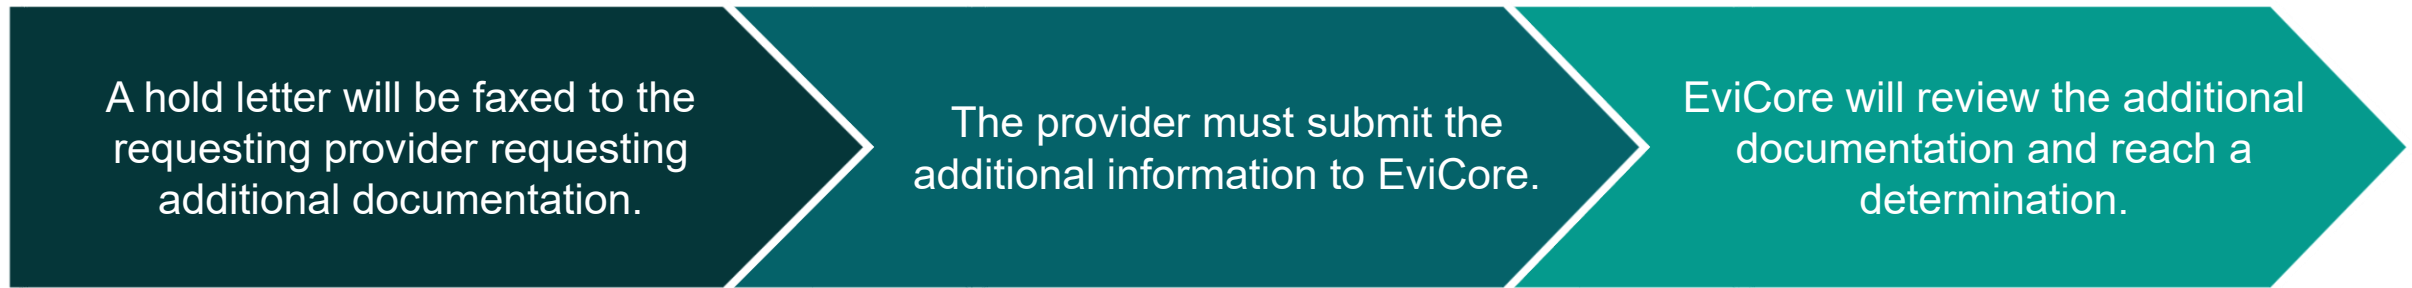 A hold letter will be faxed to the
requesting provider requesting
additional documentation.
The provider must submit the
additional information to EviCore.
EviCore will review the additional
documentation and reach a
determination.